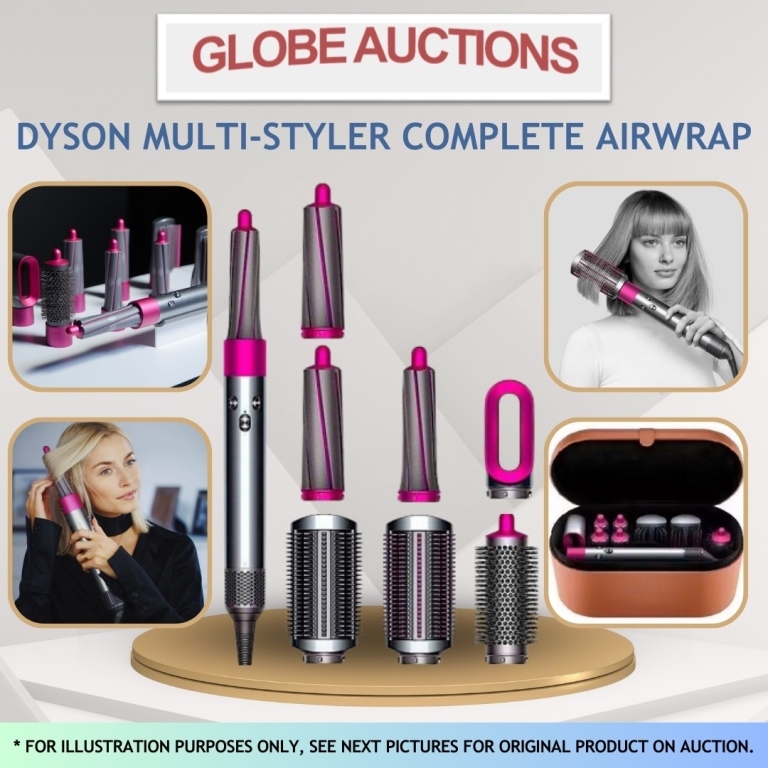 GLOBE AUCTIONS
DYSON MULTI-STYLER COMPLETE AIRWRAP
* FOR ILLUSTRATION PURPOSES ONLY, SEE NEXT PICTURES FOR ORIGINAL PRODUCT ON AUCTION.